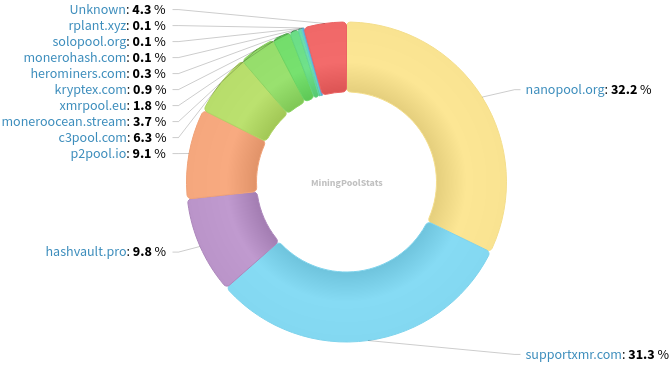 Unknown: 4.3 %
rplant.xyz: 0.1 %
solopool.org: 0.1 %
monerohash.com: 0.1 %
herominers.com: 0.3 %
kryptex.com: 0.9 %
xmrpool.eu: 1.8 %
moneroocean.stream: 3.7 %
c3pool.com: 6.3 %
p2pool.io: 9.1 %
hashvault.pro: 9.8 %
nanopool.org: 32.2 %
MiningPoolStats
supportxmr.com: 31.3 %